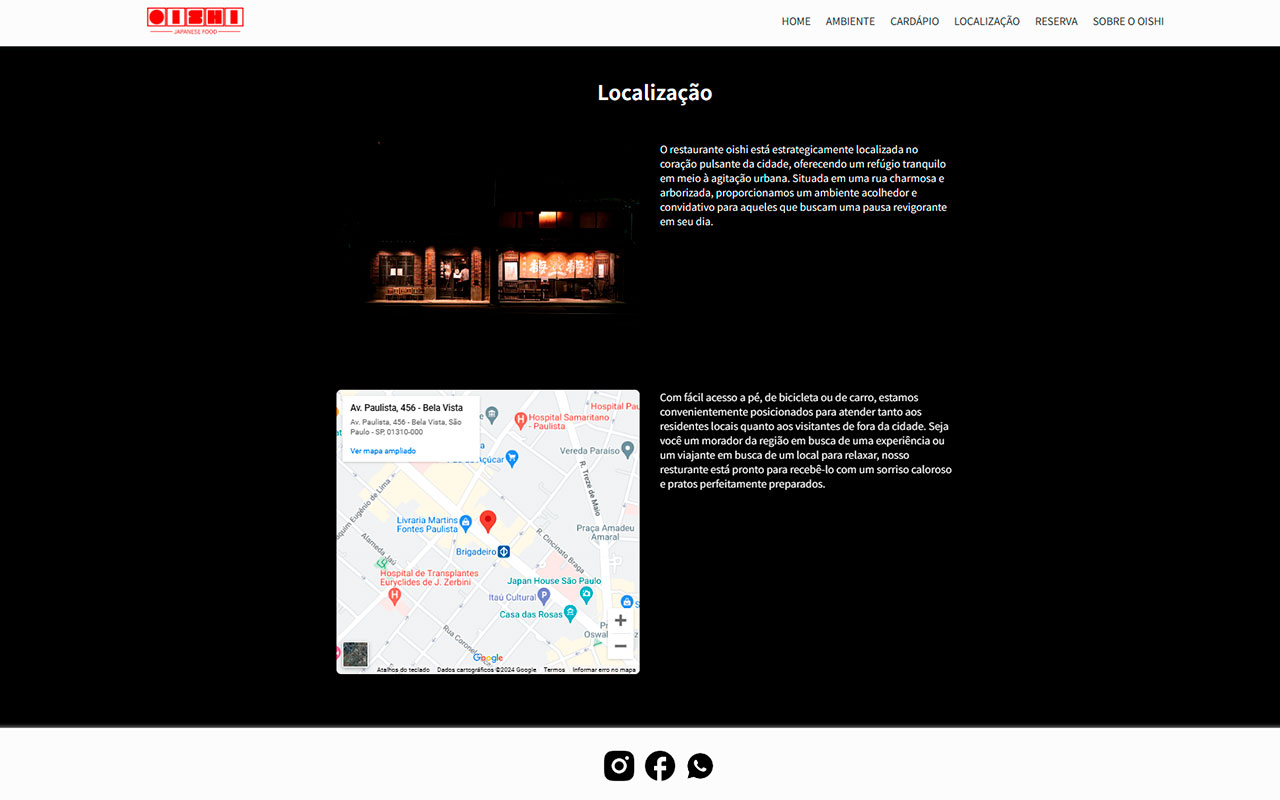 OISHI
JAPANESE FOOD
HOME AMBIENTE CARDÁPIO LOCALIZAÇÃO RESERVA SOBRE O OISHI
Localização
O restaurante oishi está estrategicamente localizada no
coração pulsante da cidade, oferecendo um refúgio tranquilo
em meio à agitação urbana. Situada em uma rua charmosa e
arborizada, proporcionamos um ambiente acolhedor e
convidativo para aqueles que buscam uma pausa revigorante
em seu dia.
Av. Paulista, 456 - Bela Vista
Av. Paulista, 456 - Bela Vista, São
Paulo - SP, 01310-000
Ver mapa ampliado
Hospital Samaritano
- Paulista
Hospital Pau
Vereda Paraíso
Açúcar
R. Treze de Maio
aquim Eugênio de Lima
Livraria Martins
Fontes Paulista
Praça Amadeu
Amaral
Brigadeiro
R. Cincinato Braga
Alameda Jaú
Hospital de Transplantes
Euryclides de J. Zerbini
Japan House São Paulo
Itaú Cultural
Casa das Rosas
Oswal
Rua Coronel
+
−
Google
Atalhos do teclado Dados cartográficos ©2024 Google Termos Informar erro no mapa
Com fácil acesso a pé, de bicicleta ou de carro, estamos
convenientemente posicionados para atender tanto aos
residentes locais quanto aos visitantes de fora da cidade. Seja
você um morador da região em busca de uma experiência ou
um viajante em busca de um local para relaxar, nosso
resturante está pronto para recebê-lo com um sorriso caloroso
e pratos perfeitamente preparados.